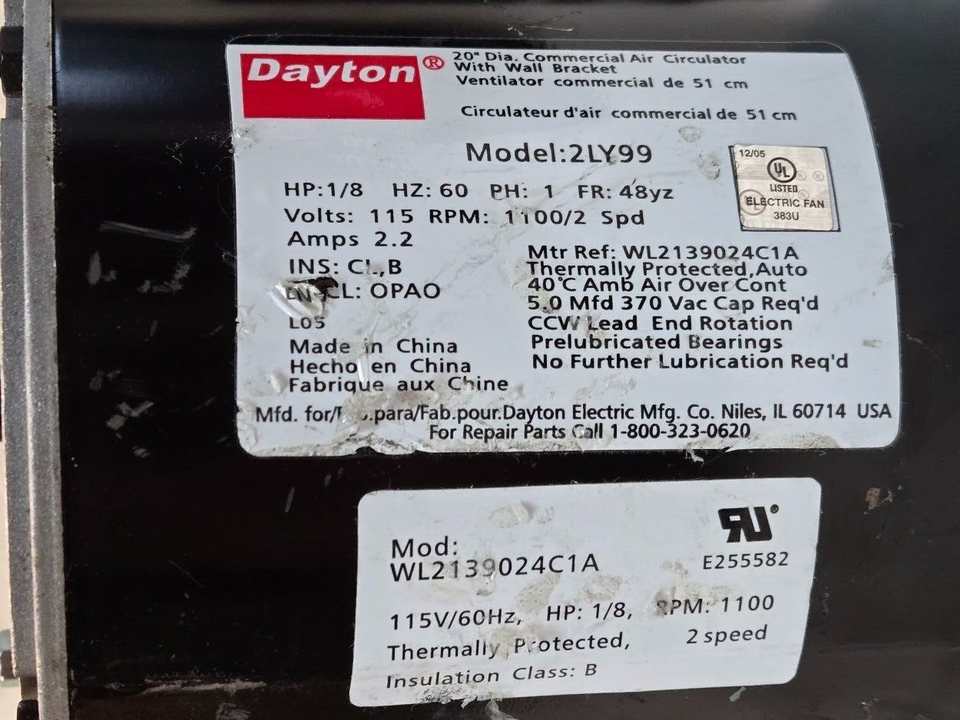 Dayton®
20" Dia. Commercial Air Circulator
With Wall Bracket
Ventilator commercial de 51 cm
Circulateur d'air commercial de 51 cm
Model:2LY99
12/05
UL
LISTED
ELECTRIC FAN
383U
HP:1/8 HZ: 60 PH: 1 FR: 48yz
Volts: 115 RPM: 1100/2 Spd
Amps 2.2
INS: CL,B
CL: OPAO
L05
Made in China
Hecho en China
Fabrique aux Chine
Mtr Ref: WL2139024C1A
Thermally Protected,Auto
40°C Amb Air Over Cont
5.0 Mfd 370 Vac Cap Req'd
CCW Lead End Rotation
Prelubricated Bearings
No Further Lubrication Req'd
Mfd. for/ para/Fab.pour.Dayton Electric Mfg. Co. Niles, IL 60714 USA
For Repair Parts Call 1-800-323-0620
Mod:
WL2139024C1A
RU®
E255582
115V/60Hz, HP: 1/8, RPM: 1100
Thermally Protected, 2 speed
Insulation Class: B